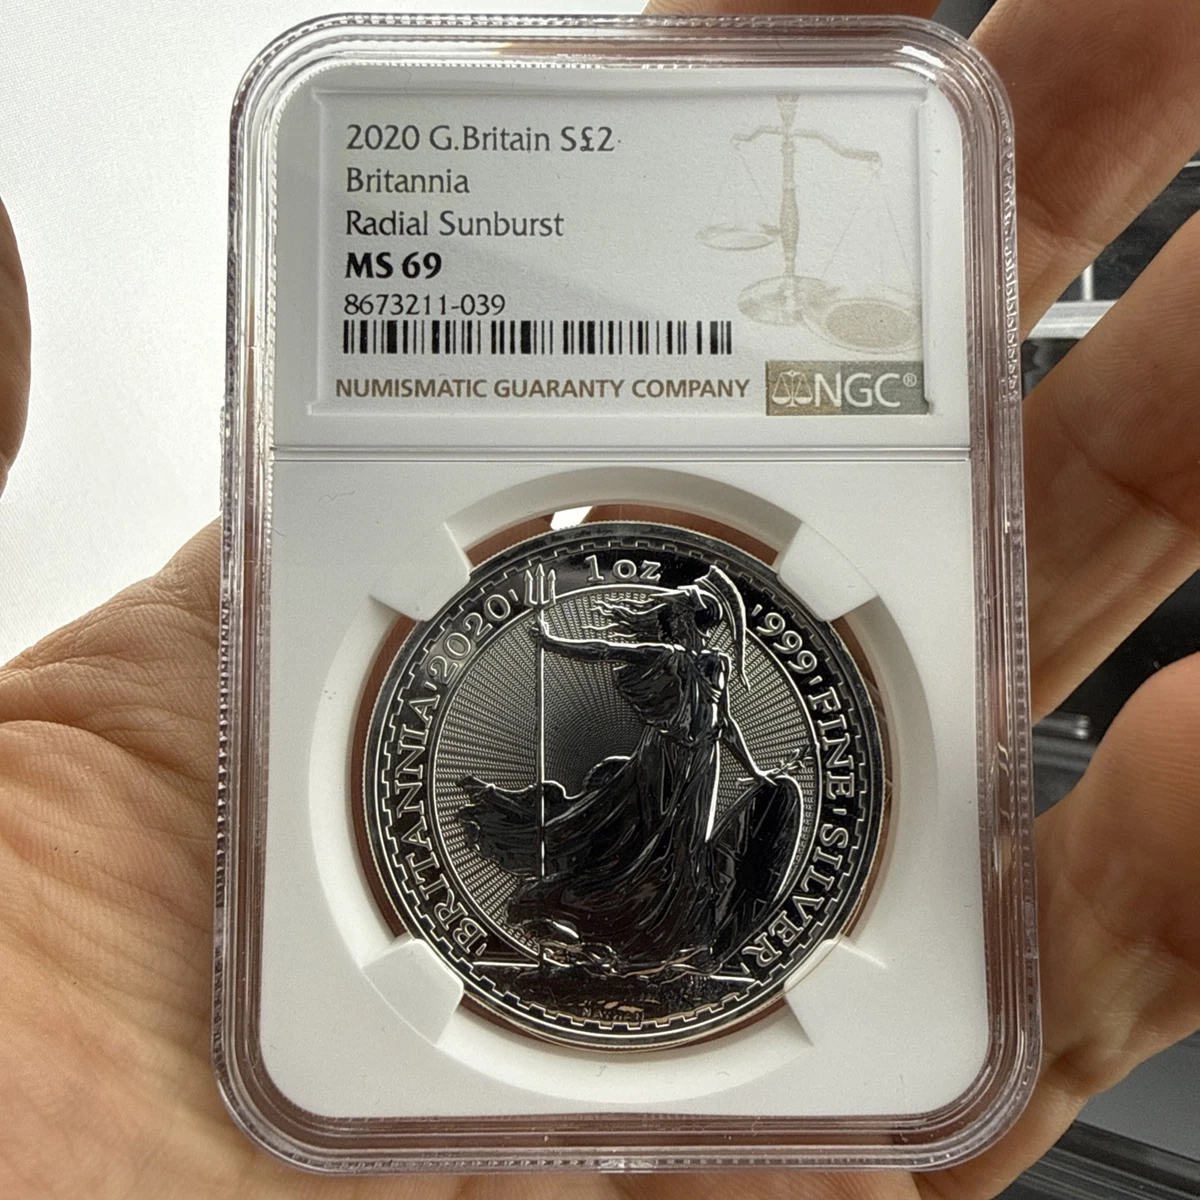 2020 G.Britain S£2
Britannia
Radial Sunburst
MS 69
8673211-039
NUMISMATIC GUARANTY COMPANY
NGC®
BRITANNIA 2020 1 oz 999 FINE SILVER